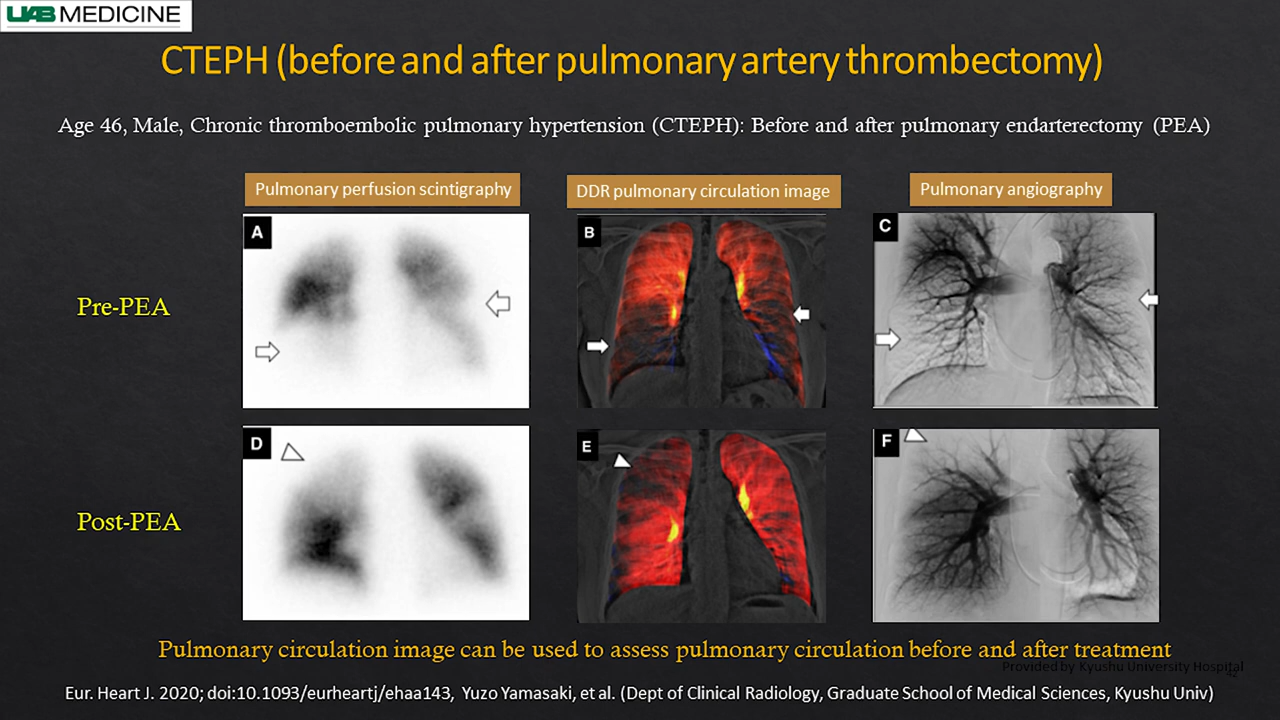 UAB MEDICINE
CTEPH (before and after pulmonary artery thrombectomy)
Age 46, Male, Chronic thromboembolic pulmonary hypertension (CTEPH): Before and after pulmonary endarterectomy (PEA)
Pulmonary perfusion scintigraphy
DDR pulmonary circulation image
Pulmonary angiography
A
B
C
Pre-PEA
D
E
F
Post-PEA
Pulmonary circulation image can be used to assess pulmonary circulation before and after treatment
Provided by Kyushu University Hospital
Eur. Heart J. 2020; doi:10.1093/eurheartj/ehaa143, Yuzo Yamasaki, et al. (Dept of Clinical Radiology, Graduate School of Medical Sciences, Kyushu Univ)